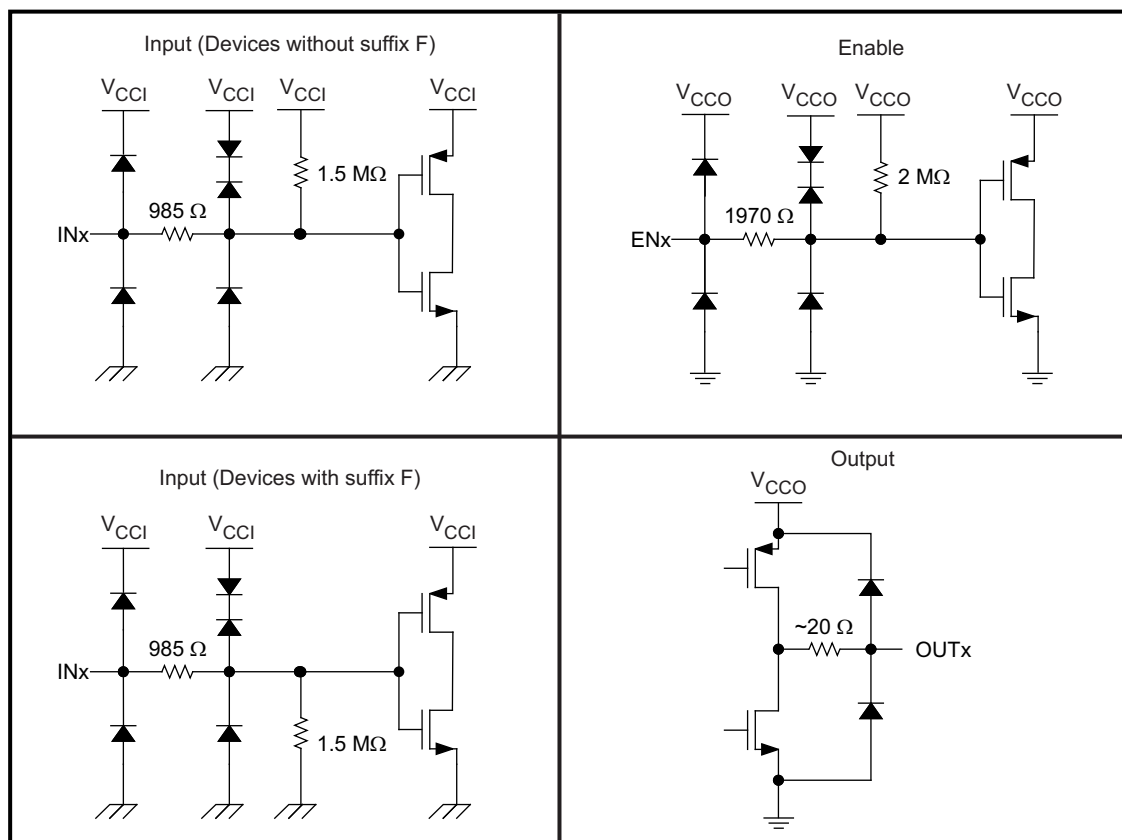 Input (Devices without suffix F)
VCCI VCCI VCCI VCCI
1.5 MΩ
985 Ω
INx
Enable
VCCO VCCO VCCO VCCO
2 MΩ
1970 Ω
ENx
Input (Devices with suffix F)
VCCI VCCI VCCI
985 Ω
INx
1.5 MΩ
Output
VCCO
~20 Ω
OUTx